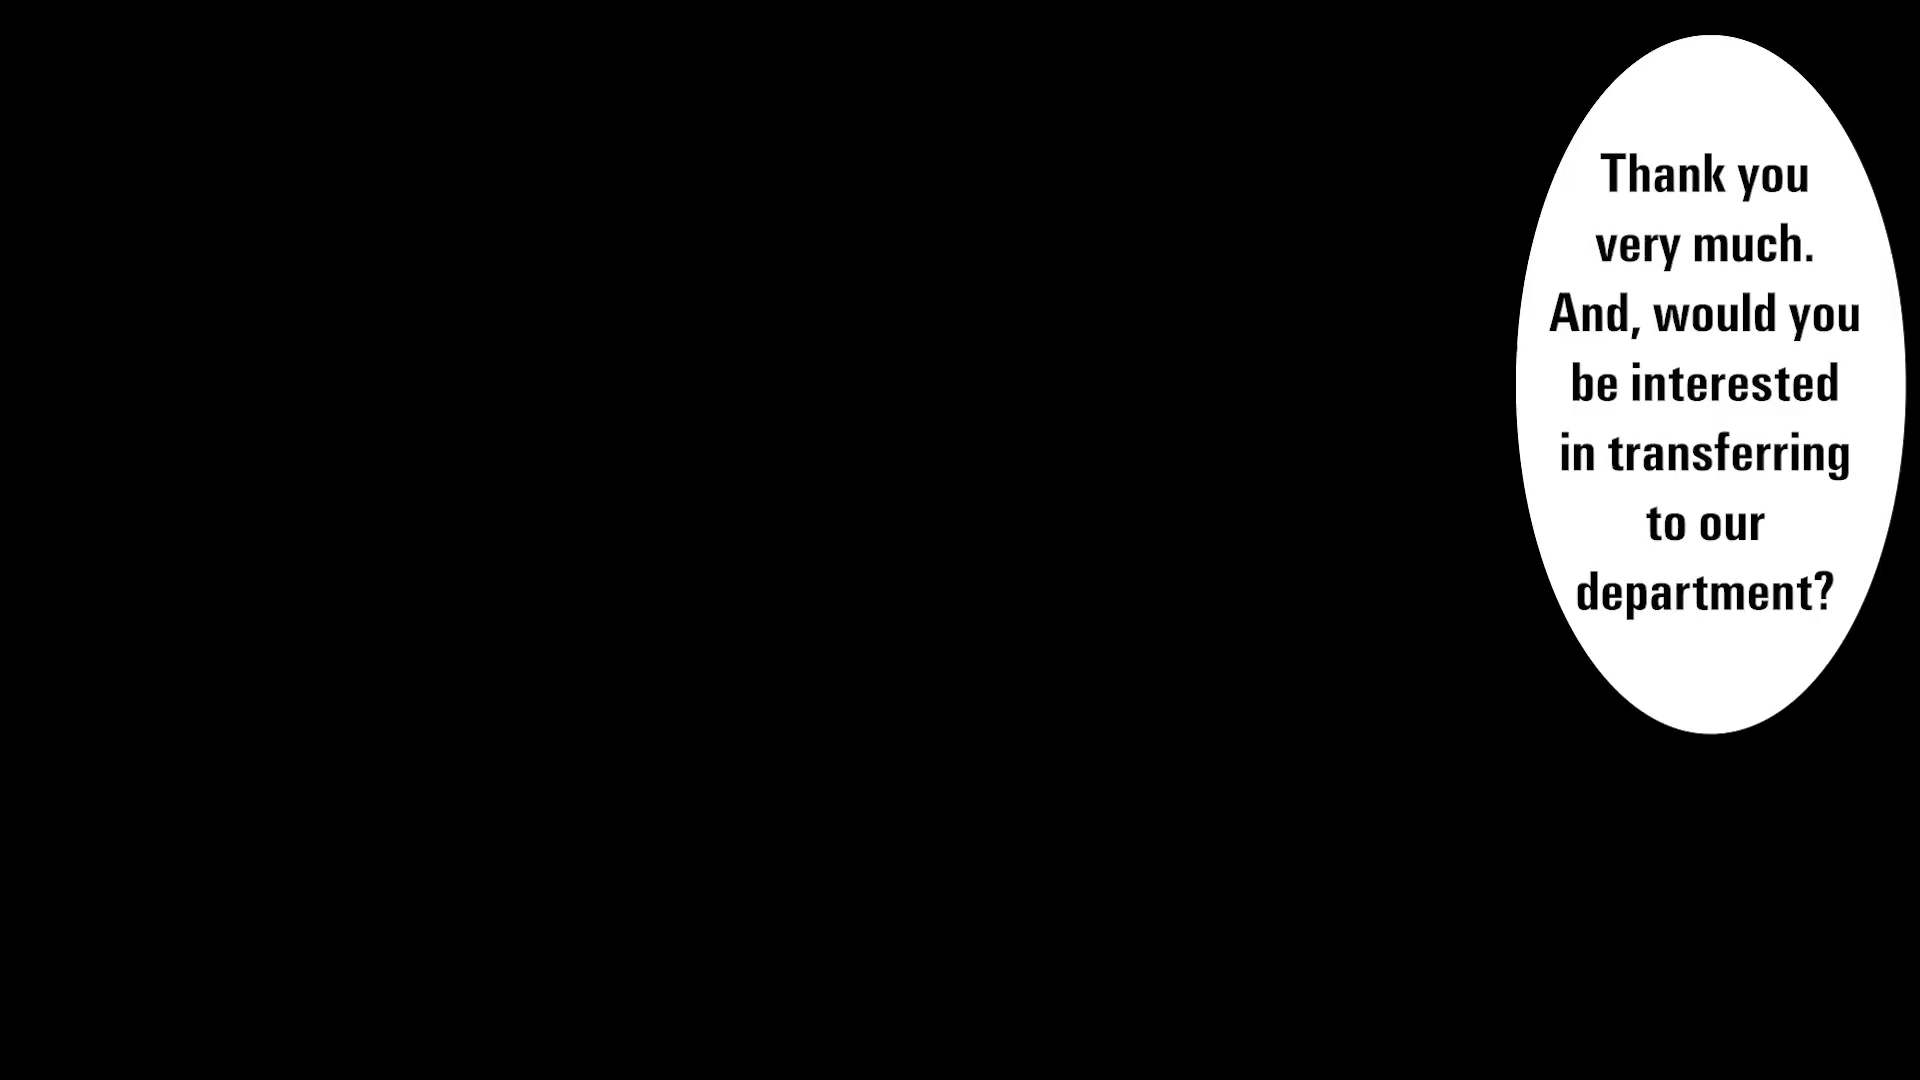 Thank you
very much.
And, would you
be interested
in transferring
to our
department?